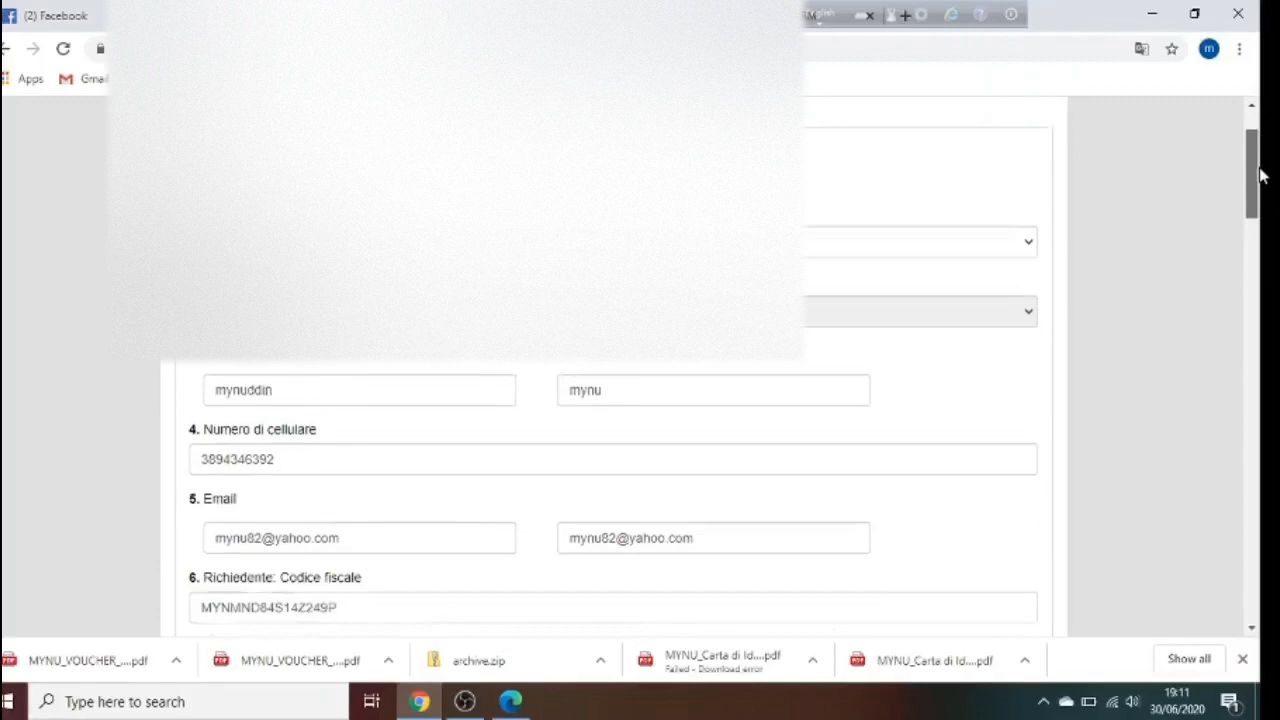 (2) Facebook
Apps
Gmai
m
mynuddin
mynu
4. Numero di cellulare
3894346392
5. Email
mynu82@yahoo.com
mynu82@yahoo.com
6. Richiedente: Codice fiscale
MYNMND84S14Z249P
MYNU_VOUCHER_....pdf
MYNU_VOUCHER_....pdf
archive.zip
MYNU_Carta di Id....pdf
Failed - Download error
MYNU_Carta di Id....pdf
Show all
Type here to search
19:11
30/06/2020
1